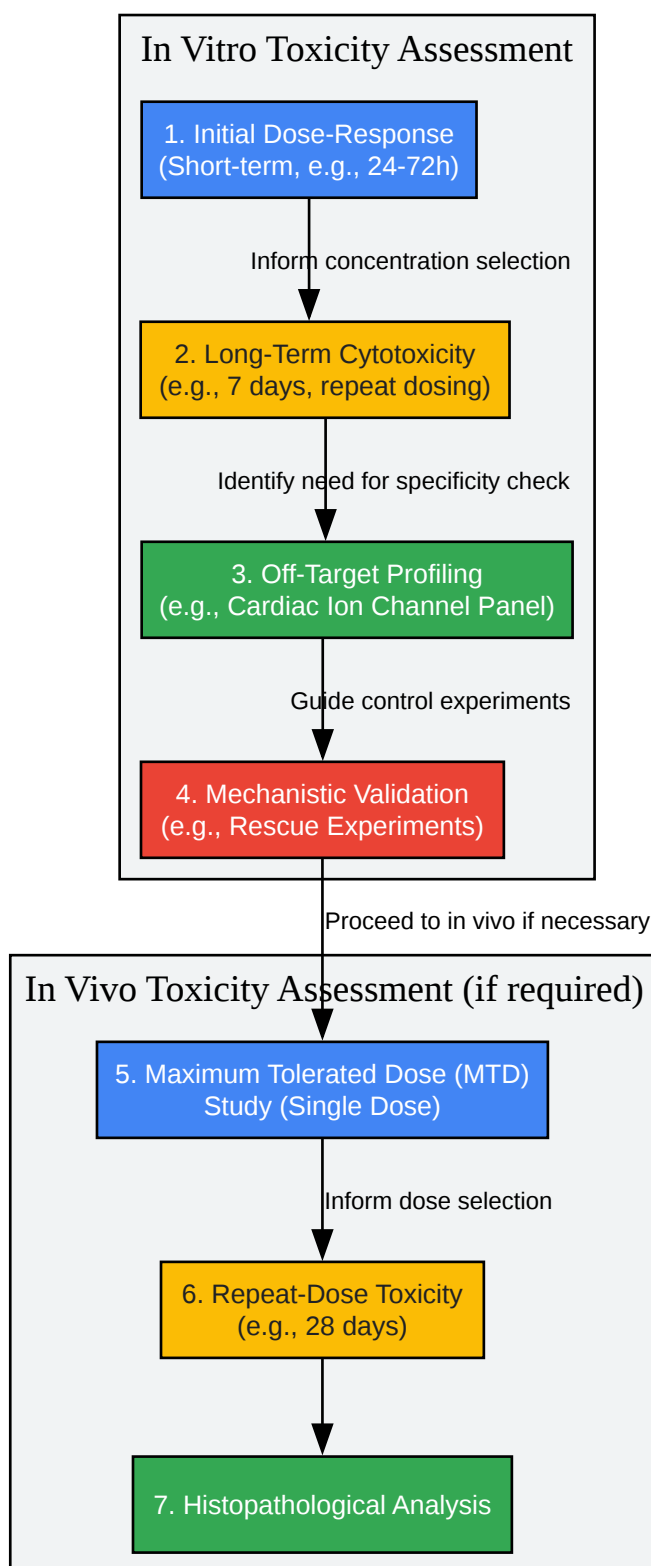 In Vitro Toxicity Assessment
1. Initial Dose-Response
(Short-term, e.g., 24-72h)
Inform concentration selection
2. Long-Term Cytotoxicity
(e.g., 7 days, repeat dosing)
Identify need for specificity check
3. Off-Target Profiling
(e.g., Cardiac Ion Channel Panel)
Guide control experiments
4. Mechanistic Validation
(e.g., Rescue Experiments)
Proceed to in vivo if necessary
In Vivo Toxicity Assessment (if required)
5. Maximum Tolerated Dose (MTD)
Study (Single Dose)
Inform dose selection
6. Repeat-Dose Toxicity
(e.g., 28 days)
7. Histopathological Analysis